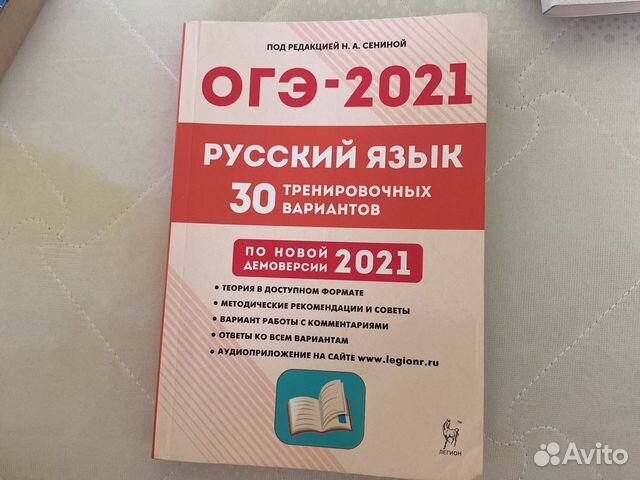 ПОД РЕДАКЦИЕЙ Н. А. СЕНИНОЙ
ОГЭ-2021
РУССКИЙ ЯЗЫК
30 ТРЕНИРОВОЧНЫХ
ВАРИАНТОВ
ПО НОВОЙ
ДЕМОВЕРСИИ 2021
• ТЕОРИЯ В ДОСТУПНОМ ФОРМАТЕ
• МЕТОДИЧЕСКИЕ РЕКОМЕНДАЦИИ И СОВЕТЫ
• ВАРИАНТ РАБОТЫ С КОММЕНТАРИЯМИ
• ОТВЕТЫ КО ВСЕМ ВАРИАНТАМ
• АУДИОПРИЛОЖЕНИЕ НА САЙТЕ www.legionr.ru
TM
ЛЕГИОН
Avito